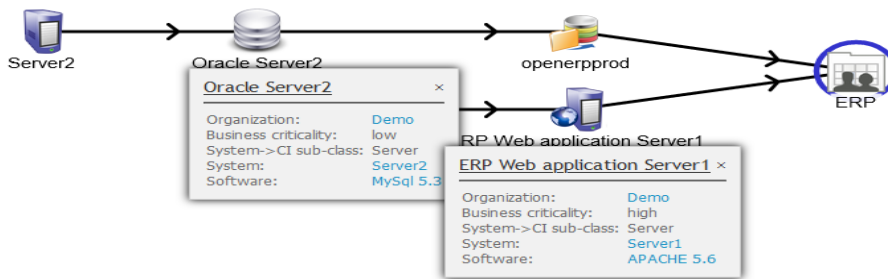 Server2
Oracle Server2
openerpprod
ERP
Oracle Server2 ×
Organization: Demo
Business criticality: low
System->CI sub-class: Server
System: Server2
Software: MySql 5.3
RP Web application Server1
ERP Web application Server1 ×
Organization: Demo
Business criticality: high
System->CI sub-class: Server
System: Server1
Software: APACHE 5.6